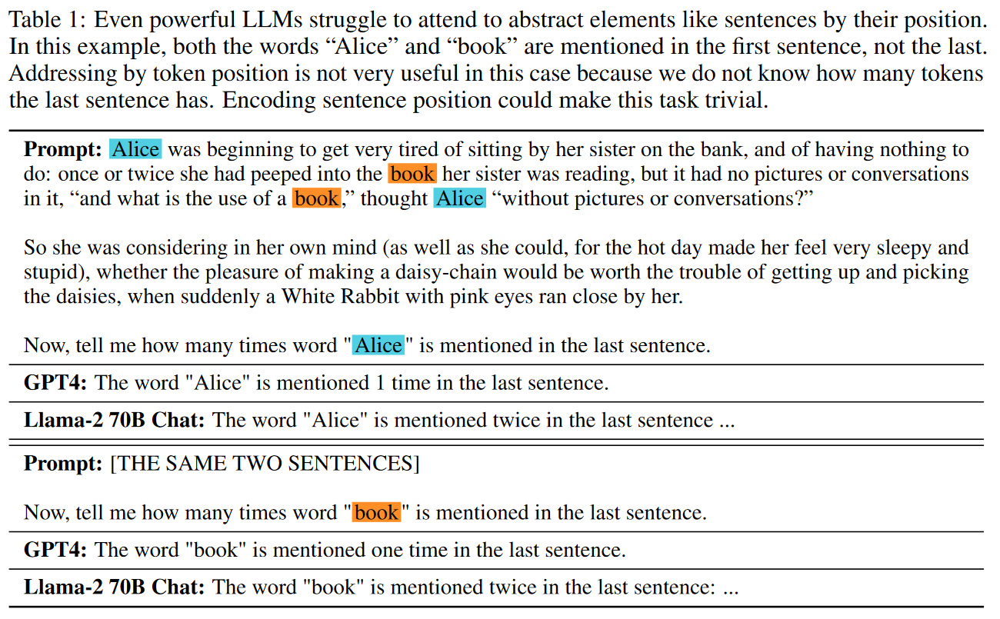 Table 1: Even powerful LLMs struggle to attend to abstract elements like sentences by their position.
In this example, both the words “Alice” and “book” are mentioned in the first sentence, not the last.
Addressing by token position is not very useful in this case because we do not know how many tokens
the last sentence has. Encoding sentence position could make this task trivial.
Prompt: Alice was beginning to get very tired of sitting by her sister on the bank, and of having nothing to
do: once or twice she had peeped into the book her sister was reading, but it had no pictures or conversations
in it, “and what is the use of a book,” thought Alice “without pictures or conversations?”
So she was considering in her own mind (as well as she could, for the hot day made her feel very sleepy and
stupid), whether the pleasure of making a daisy-chain would be worth the trouble of getting up and picking
the daisies, when suddenly a White Rabbit with pink eyes ran close by her.
Now, tell me how many times word "Alice" is mentioned in the last sentence.
GPT4: The word "Alice" is mentioned 1 time in the last sentence.
Llama-2 70B Chat: The word "Alice" is mentioned twice in the last sentence ...
Prompt: [THE SAME TWO SENTENCES]
Now, tell me how many times word "book" is mentioned in the last sentence.
GPT4: The word "book" is mentioned one time in the last sentence.
Llama-2 70B Chat: The word "book" is mentioned twice in the last sentence: ...